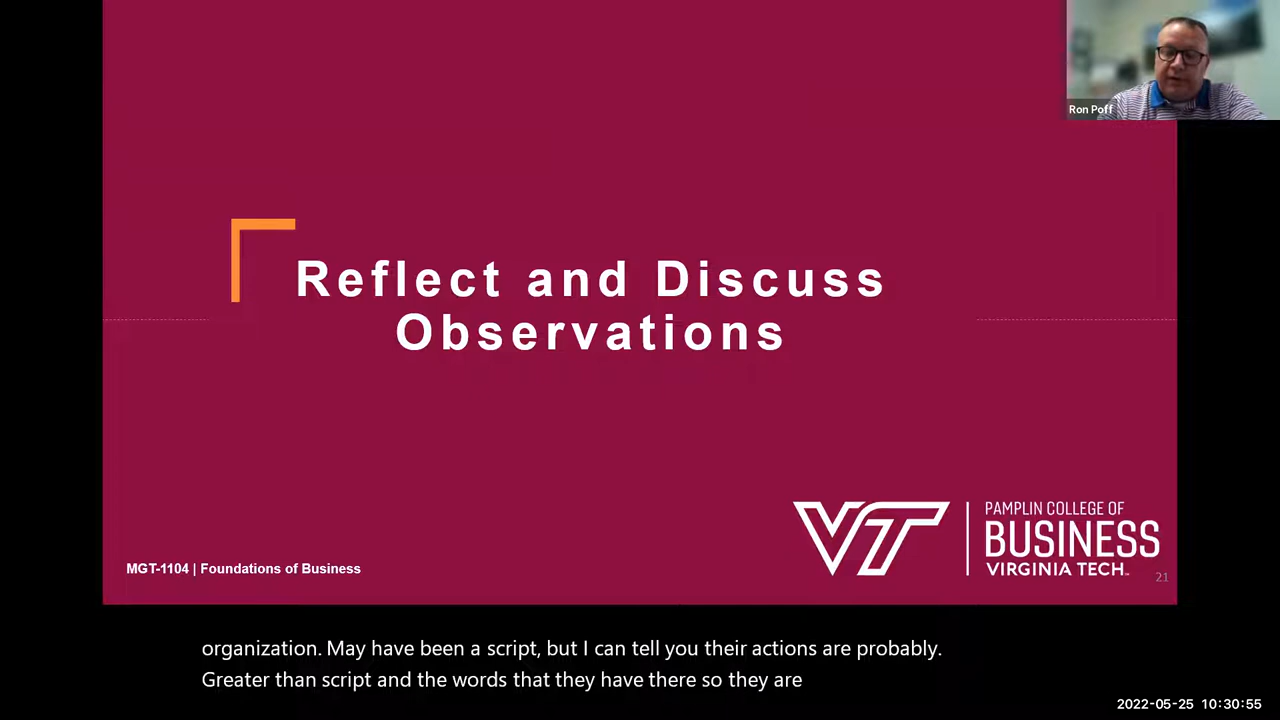 Ron Poff
Reflect and Discuss
Observations
VT
PAMPLIN COLLEGE OF
BUSINESS
VIRGINIA TECH™
MGT-1104 | Foundations of Business
21
organization. May have been a script, but I can tell you their actions are probably.
Greater than script and the words that they have there so they are
2022-05-25 10:30:55